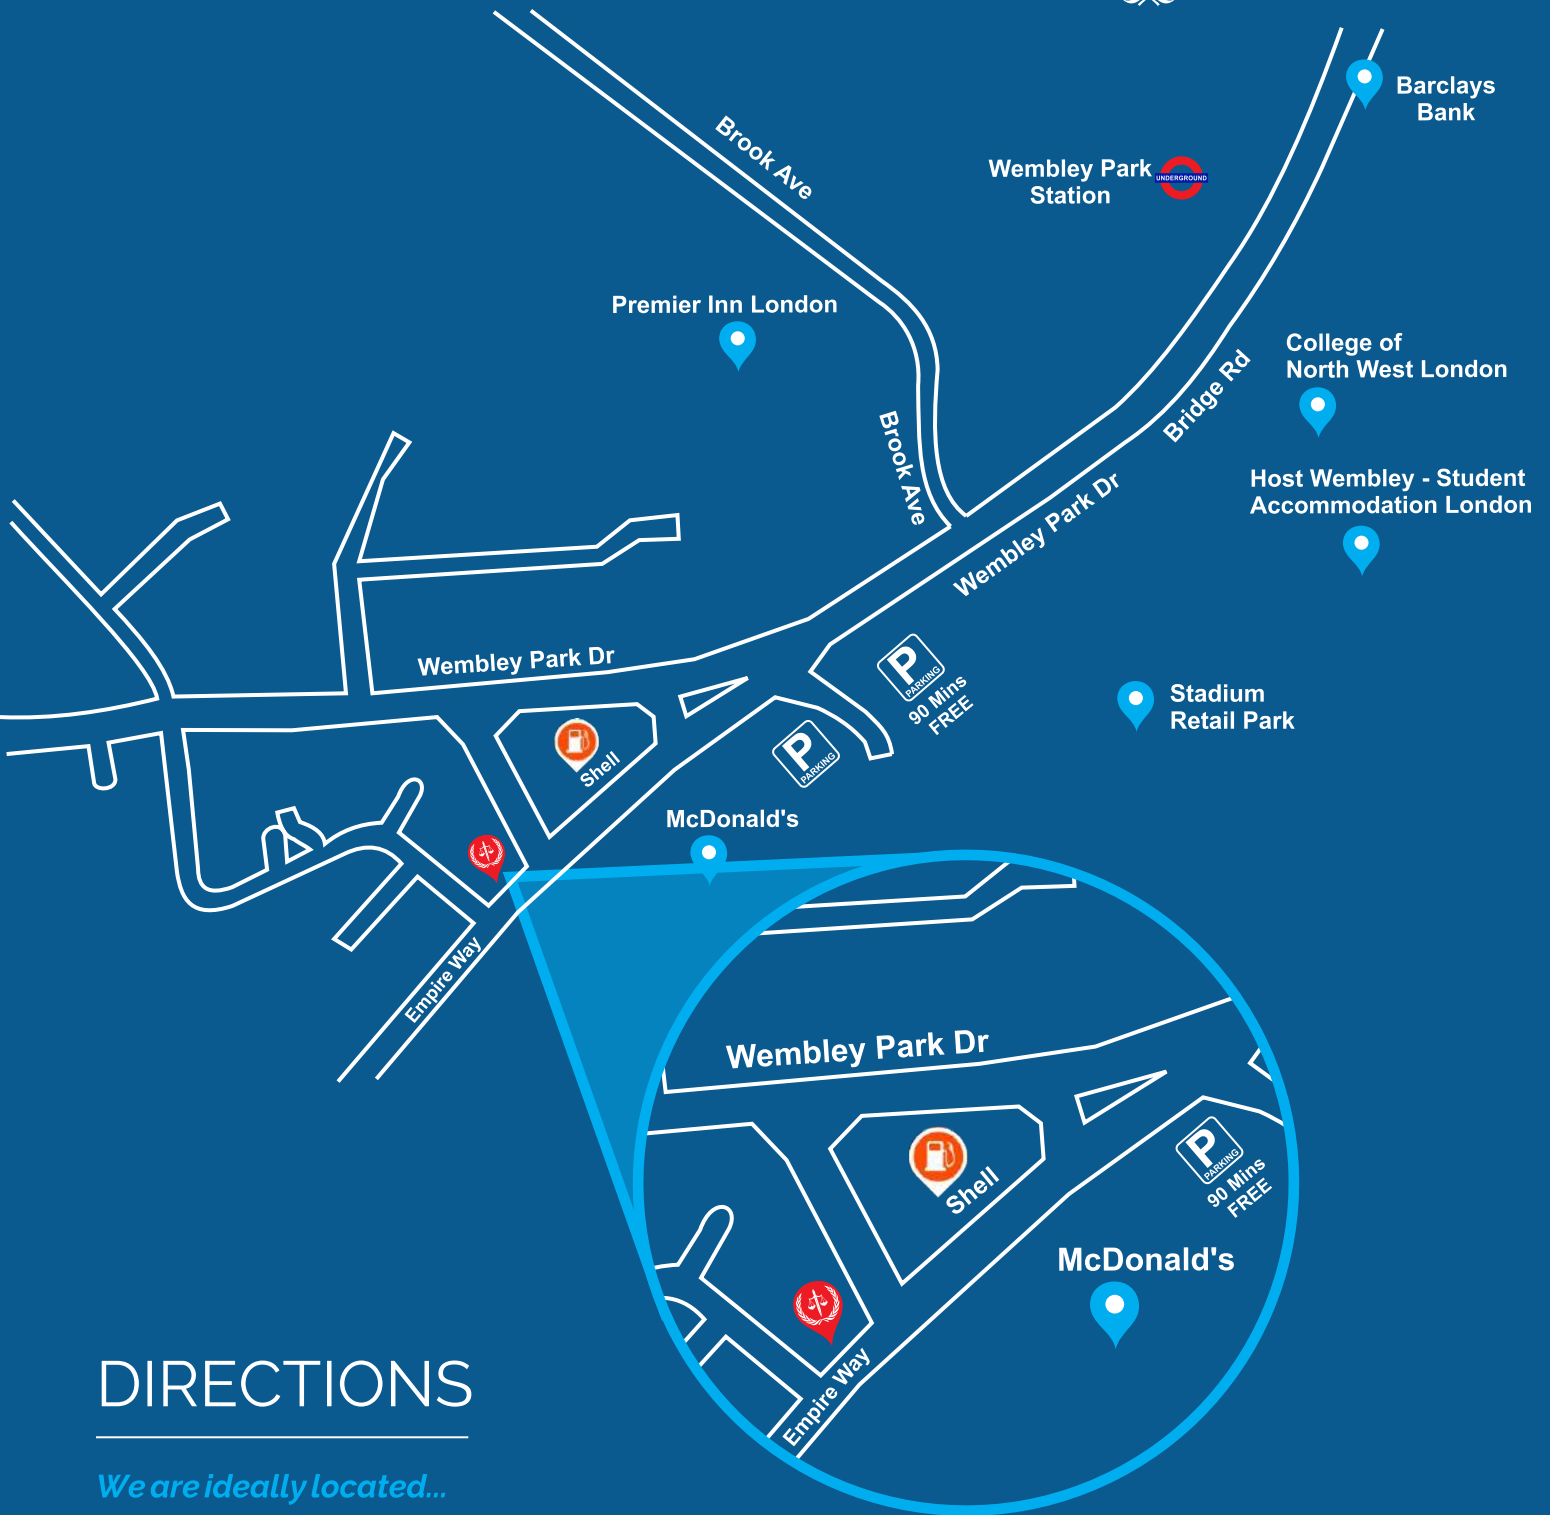 Barclays
Bank
Brook Ave
Wembley Park
Station
UNDERGROUND
Premier Inn London
College of
North West London
Bridge Rd
Brook Ave
Host Wembley - Student
Accommodation London
Wembley Park Dr
Wembley Park Dr
P
PARKING
90 Mins
FREE
Stadium
Retail Park
Shell
P
PARKING
McDonald's
Empire Way
Wembley Park Dr
Shell
P
PARKING
90 Mins
FREE
McDonald's
Empire Way
DIRECTIONS
We are ideally located...